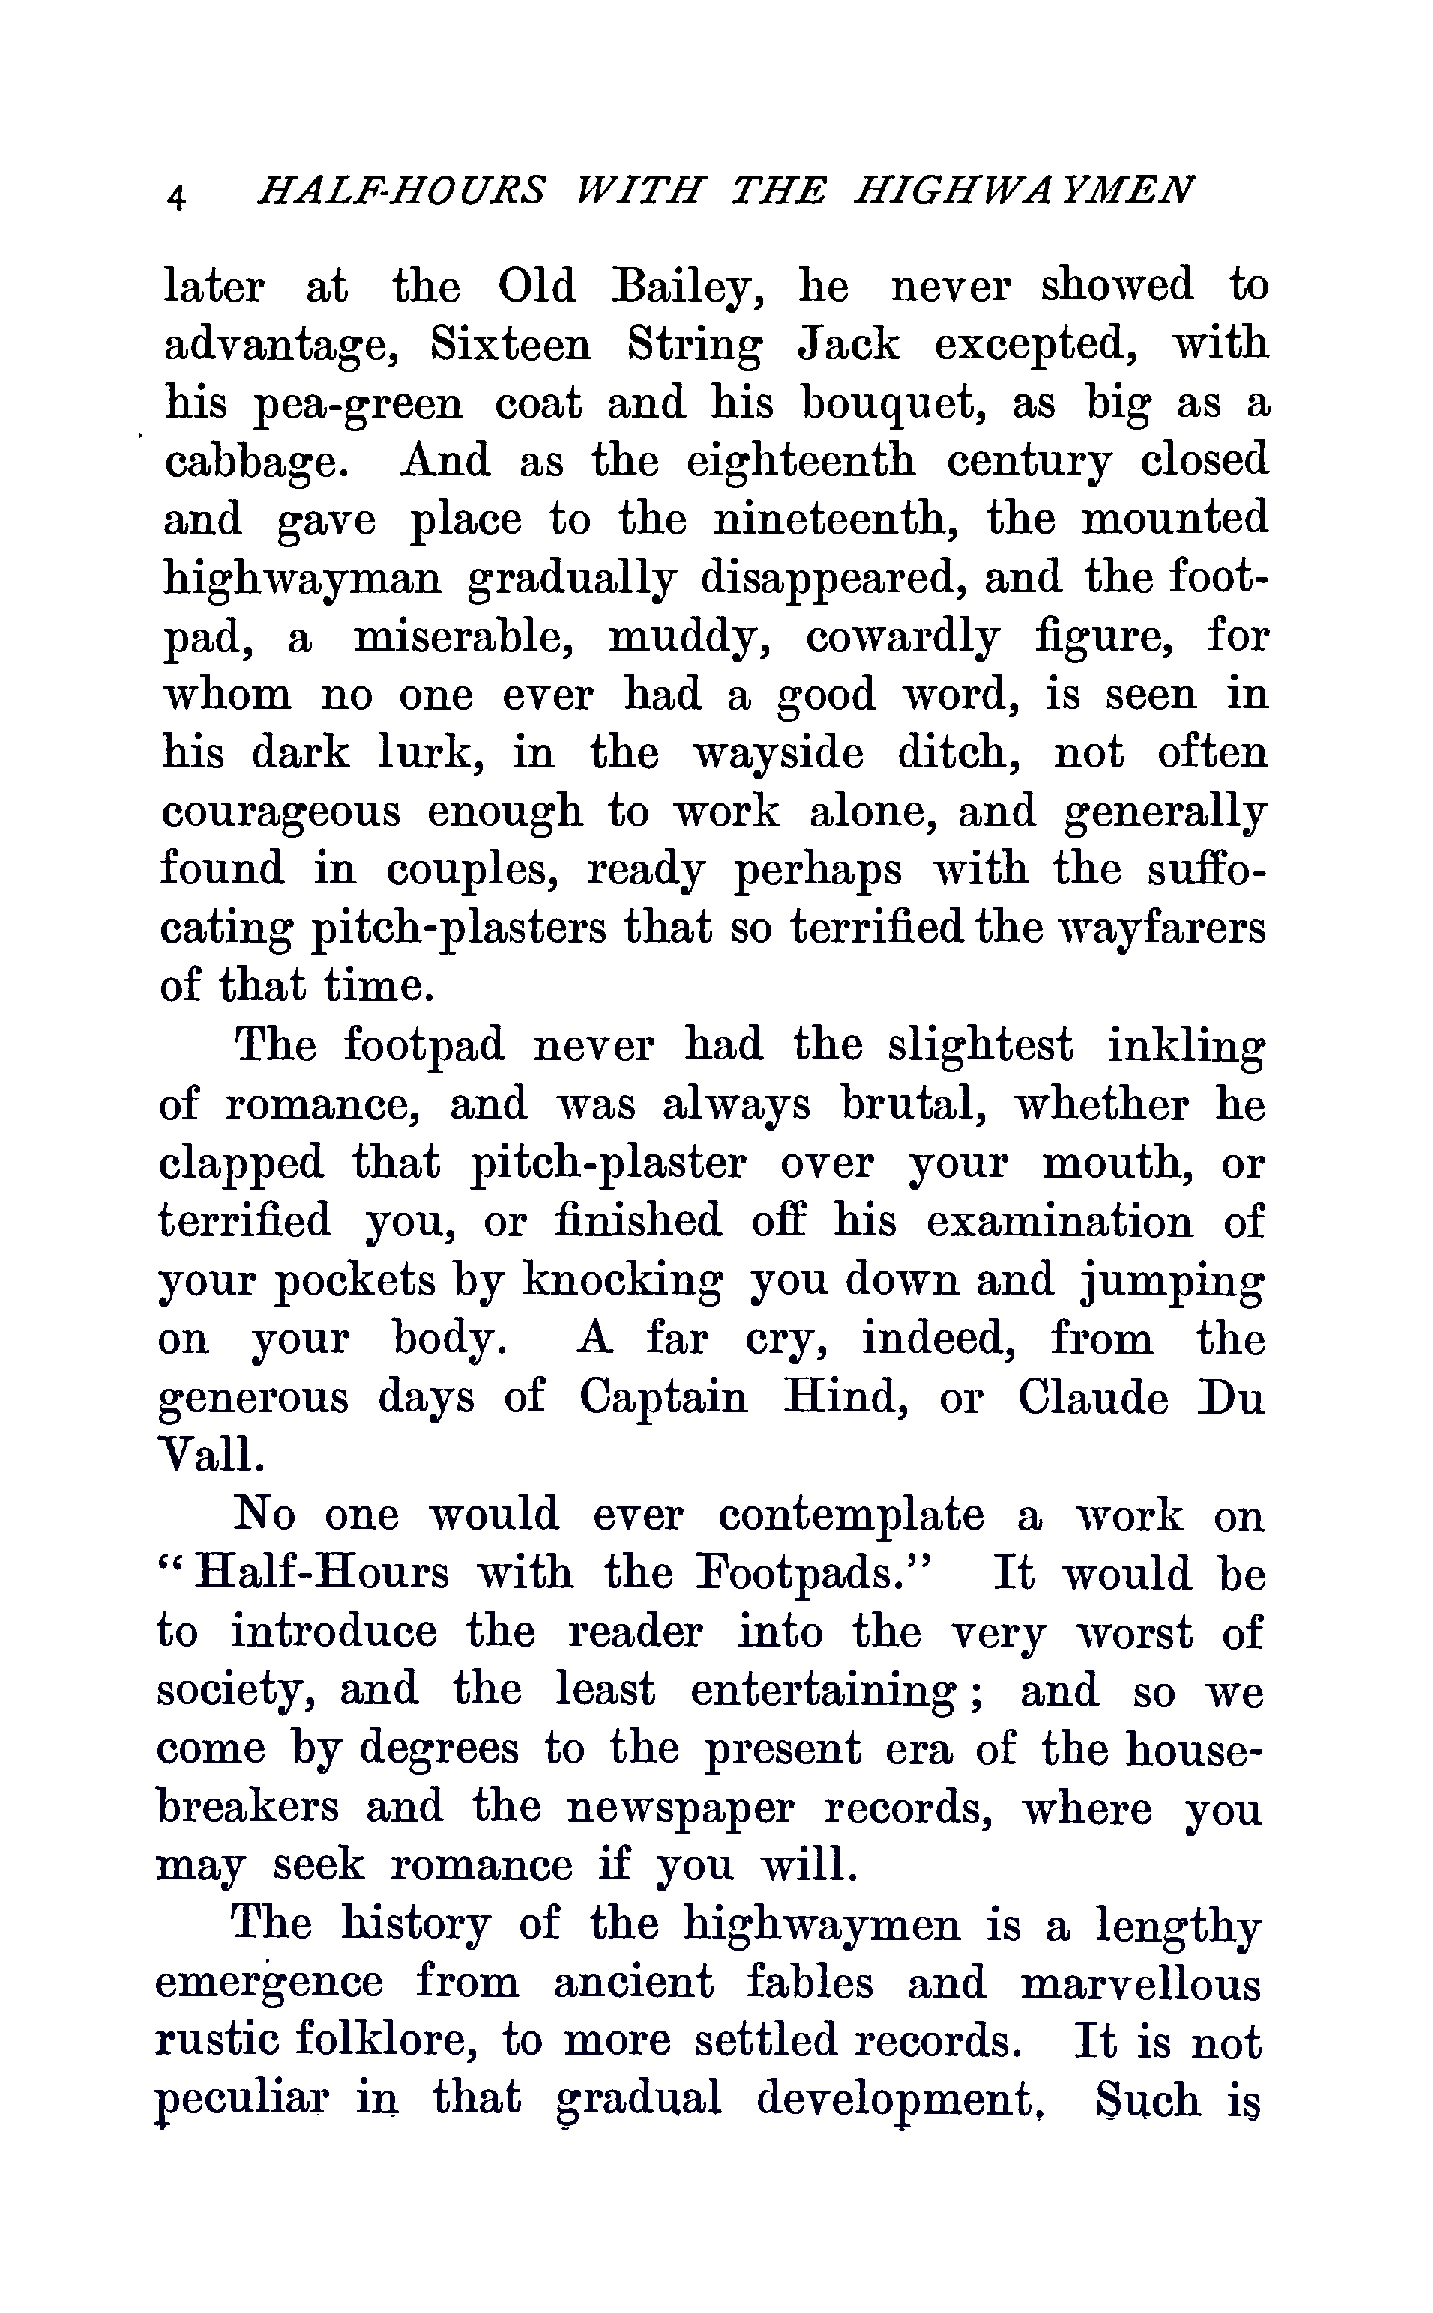 4 HALF-HOURS WITH THE HIGHWAYMEN
later at the Old Bailey, he never showed to
advantage, Sixteen String Jack excepted, with
his pea-green coat and his bouquet, as big as a
cabbage. And as the eighteenth century closed
and gave place to the nineteenth, the mounted
highwayman gradually disappeared, and the foot-
pad, a miserable, muddy, cowardly figure, for
whom no one ever had a good word, is seen in
his dark lurk, in the wayside ditch, not often
courageous enough to work alone, and generally
found in couples, ready perhaps with the suffo-
cating pitch-plasters that so terrified the wayfarers
of that time.
The footpad never had the slightest inkling
of romance, and was always brutal, whether he
clapped that pitch-plaster over your mouth, or
terrified you, or finished off his examination of
your pockets by knocking you down and jumping
on your body. A far cry, indeed, from the
generous days of Captain Hind, or Claude Du
Vall.
No one would ever contemplate a work on
“Half-Hours with the Footpads.” It would be
to introduce the reader into the very worst of
society, and the least entertaining; and so we
come by degrees to the present era of the house-
breakers and the newspaper records, where you
may seek romance if you will.
The history of the highwaymen is a lengthy
emergence from ancient fables and marvellous
rustic folklore, to more settled records. It is not
peculiar in that gradual development. Such is